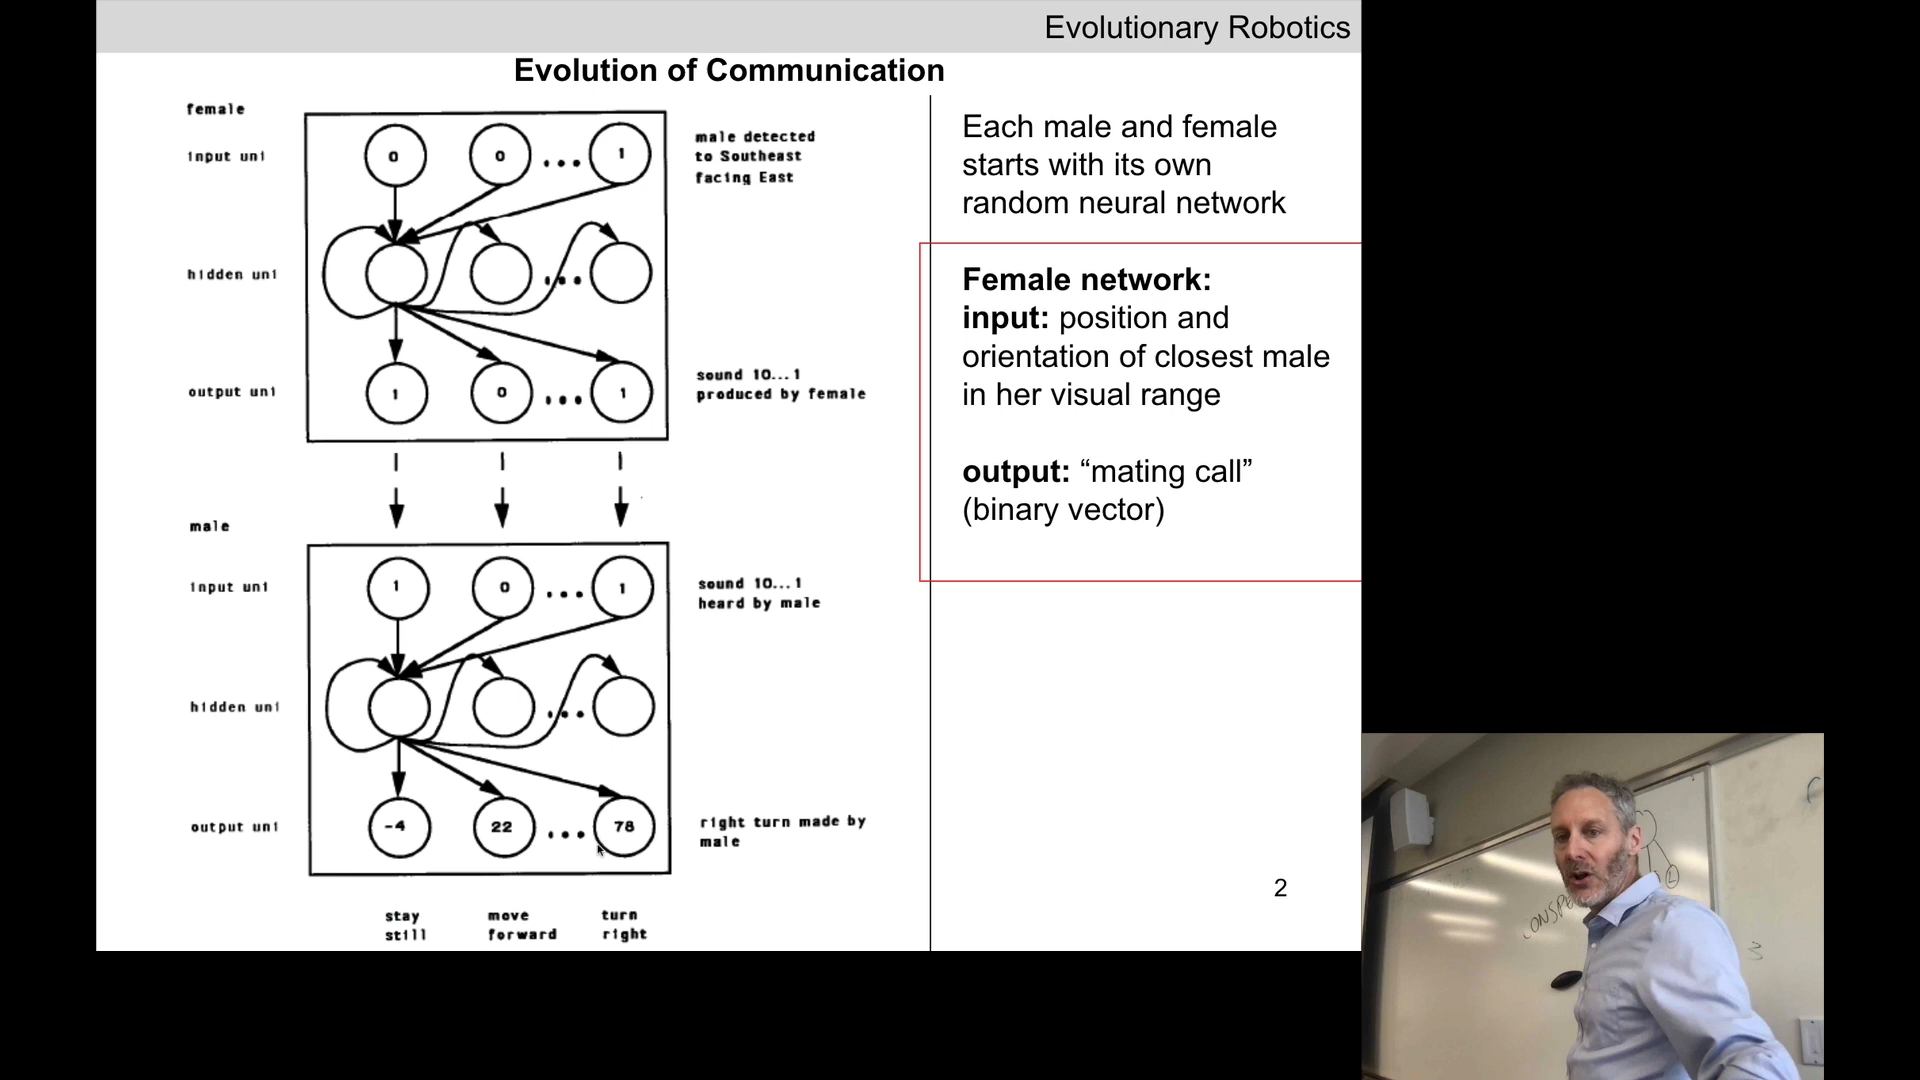 Evolutionary Robotics
Evolution of Communication
female
input uni
0
0
...
1
male detected
to Southeast
facing East
hidden uni
...
output uni
1
0
...
1
sound 10...1
produced by female
male
input uni
1
0
...
1
sound 10...1
heard by male
hidden uni
...
output uni
-4
22
...
78
right turn made by
male
stay
still
move
forward
turn
right
Each male and female
starts with its own
random neural network
Female network:
input: position and
orientation of closest male
in her visual range
output: “mating call”
(binary vector)
2